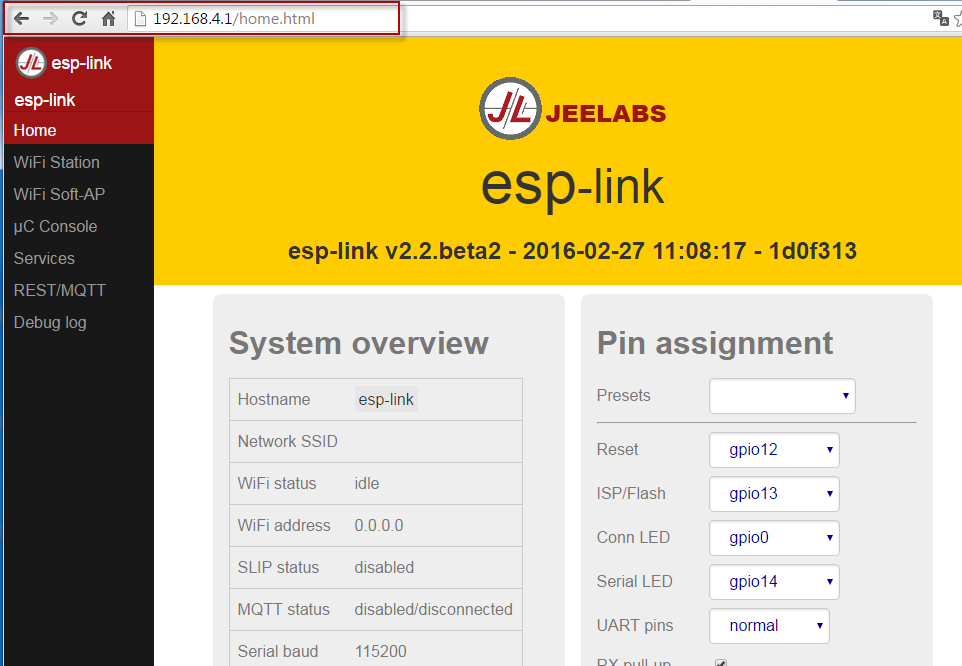 192.168.4.1/home.html
JL esp-link
esp-link
Home
WiFi Station
WiFi Soft-AP
µC Console
Services
REST/MQTT
Debug log
JL JEELABS
esp-link
esp-link v2.2.beta2 - 2016-02-27 11:08:17 - 1d0f313
System overview
Hostname esp-link
Network SSID
WiFi status idle
WiFi address 0.0.0.0
SLIP status disabled
MQTT status disabled/disconnected
Serial baud 115200
Pin assignment
Presets
Reset gpio12
ISP/Flash gpio13
Conn LED gpio0
Serial LED gpio14
UART pins normal
RX pull-up